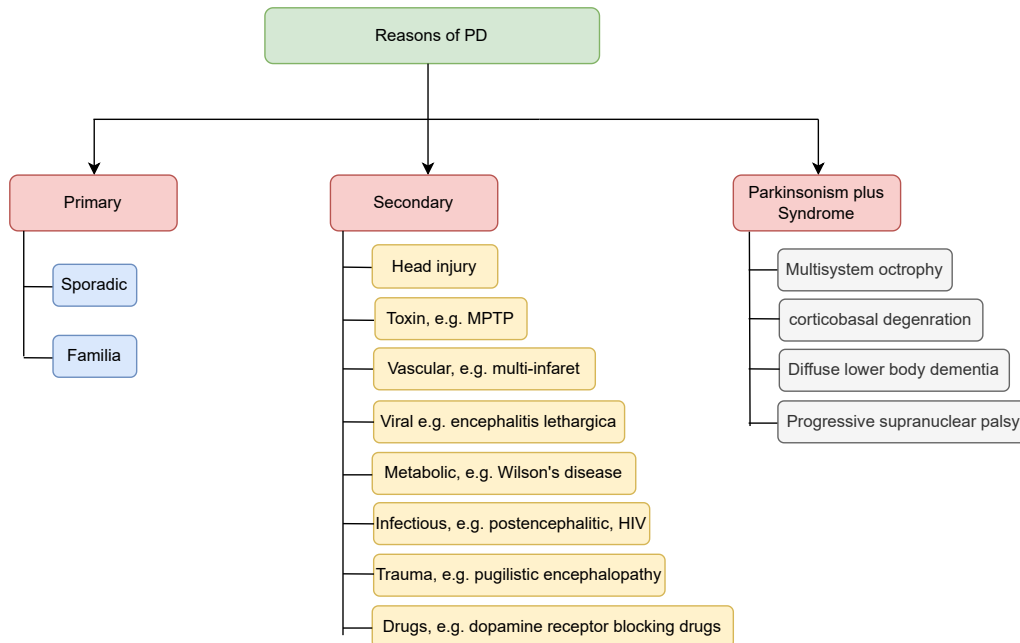 Reasons of PD
Primary
Secondary
Parkinsonism plus
Syndrome
Sporadic
Familia
Head injury
Toxin, e.g. MPTP
Vascular, e.g. multi-infaret
Viral e.g. encephalitis lethargica
Metabolic, e.g. Wilson's disease
Infectious, e.g. postencephalitic, HIV
Trauma, e.g. pugilistic encephalopathy
Drugs, e.g. dopamine receptor blocking drugs
Multisystem octrophy
corticobasal degenration
Diffuse lower body dementia
Progressive supranuclear palsy